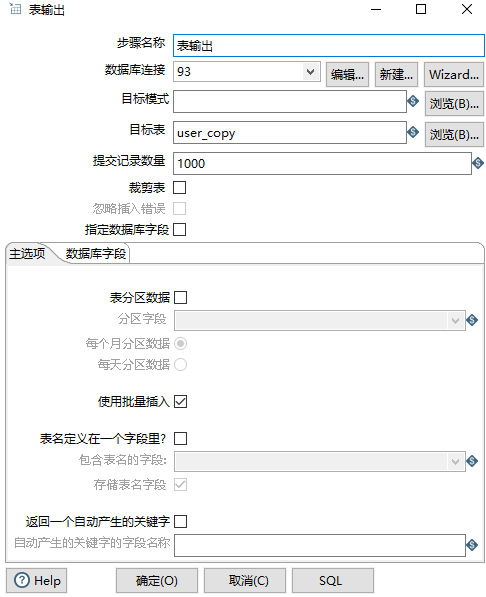 表输出
步骤名称 表输出
数据库连接 93 编辑... 新建... Wizard...
目标模式 浏览(B)...
目标表 user_copy 浏览(B)...
提交记录数量 1000
裁剪表
忽略插入错误
指定数据库字段
主选项 数据库字段
表分区数据
分区字段
每个月分区数据
每天分区数据
使用批量插入
表名定义在一个字段里?
包含表名的字段:
存储表名字段
返回一个自动产生的关键字
自动产生的关键字的字段名称
Help 确定(O) 取消(C) SQL